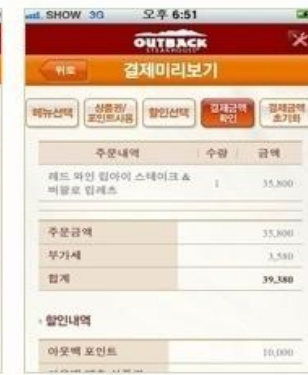 SHOW 3G 오후 6:51
OUTBACK
STEAKHOUSE
뒤로 결제미리보기
메뉴선택
상품권/
포인트사용
할인선택
결제금액
확인
결제금액
초기화
주문내역 수량 금액
레드 와인 립아이 스테이크 & 1 35,800
주문금액 35,800
부가세 3,580
합계 39,380
할인내역
아웃백 포인트 10,000